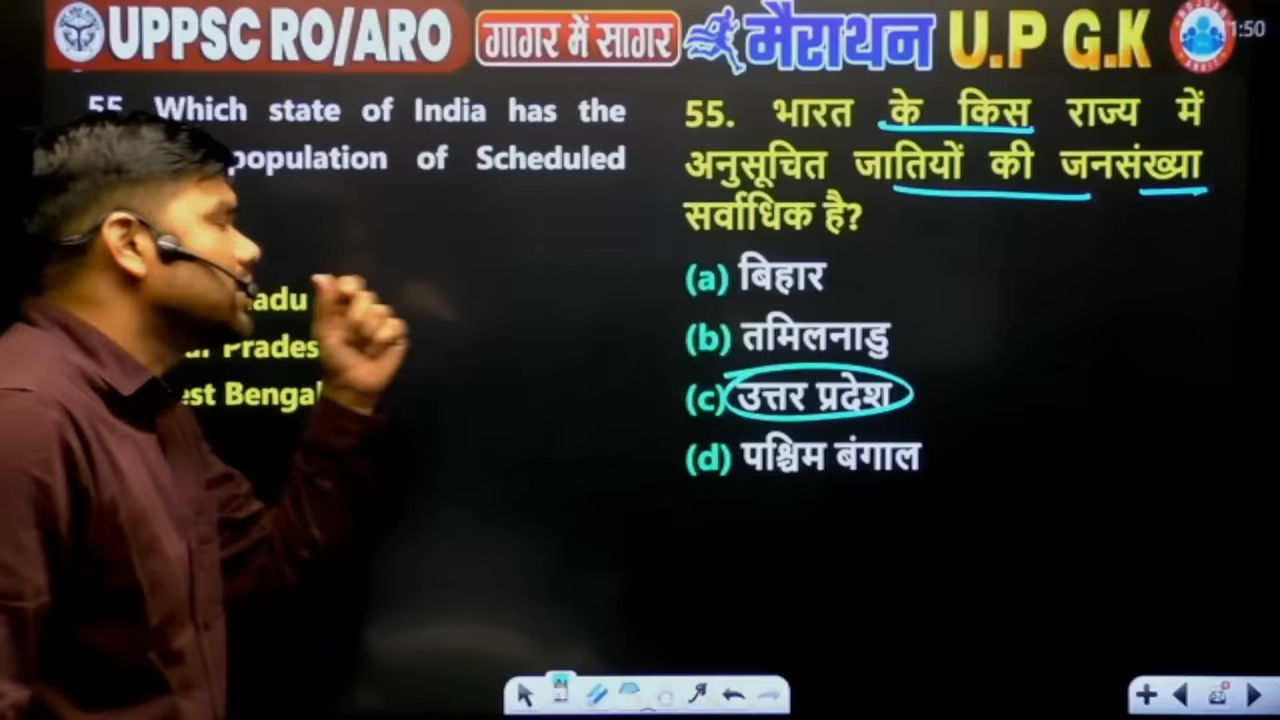 UPPSC RO/ARO गागर में सागर मैराथन U.P G.K 1:50
55. Which state of India has the
population of Scheduled
adu
Prades
est Bengal
55. भारत के किस राज्य में
अनुसूचित जातियों की जनसंख्या
सर्वाधिक है?
(a) बिहार
(b) तमिलनाडु
(c) उत्तर प्रदेश
(d) पश्चिम बंगाल